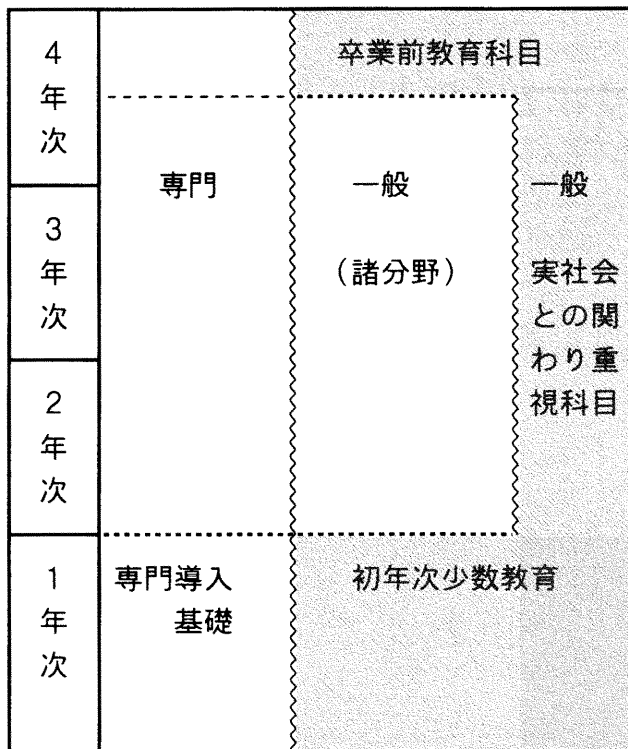 4年次
卒業前教育科目
専門
一般
(諸分野)
一般
実社会
との関
わり重
視科目
3年次
2年次
1年次
専門導入
基礎
初年次少数教育